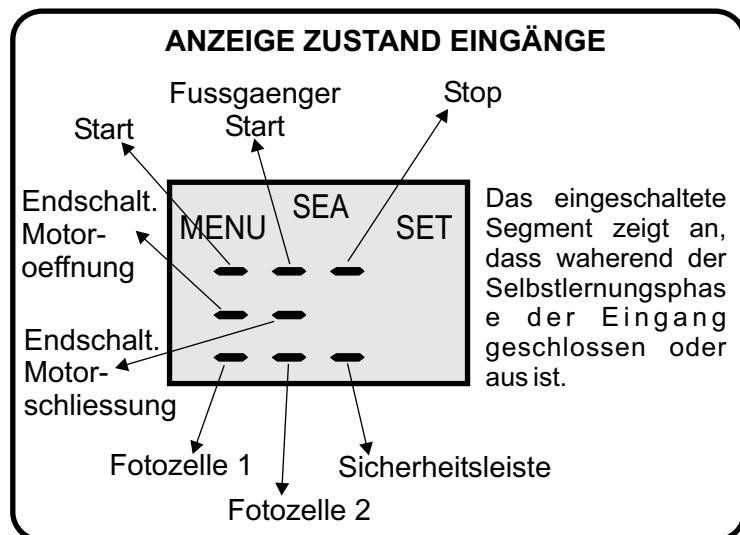 ANZEIGE ZUSTAND EINGÄNGE
Fussgaenger
Start
Start
Stop
Endschalt.
Motor-
oeffnung
MENU
SEA
SET
Endschalt.
Motor-
schliessung
Fotozelle 1
Fotozelle 2
Sicherheitsleiste
Das eingeschaltete
Segment zeigt an,
dass waherend der
Selbstlernungsphas
e der Eingang
geschlossen oder
aus ist.